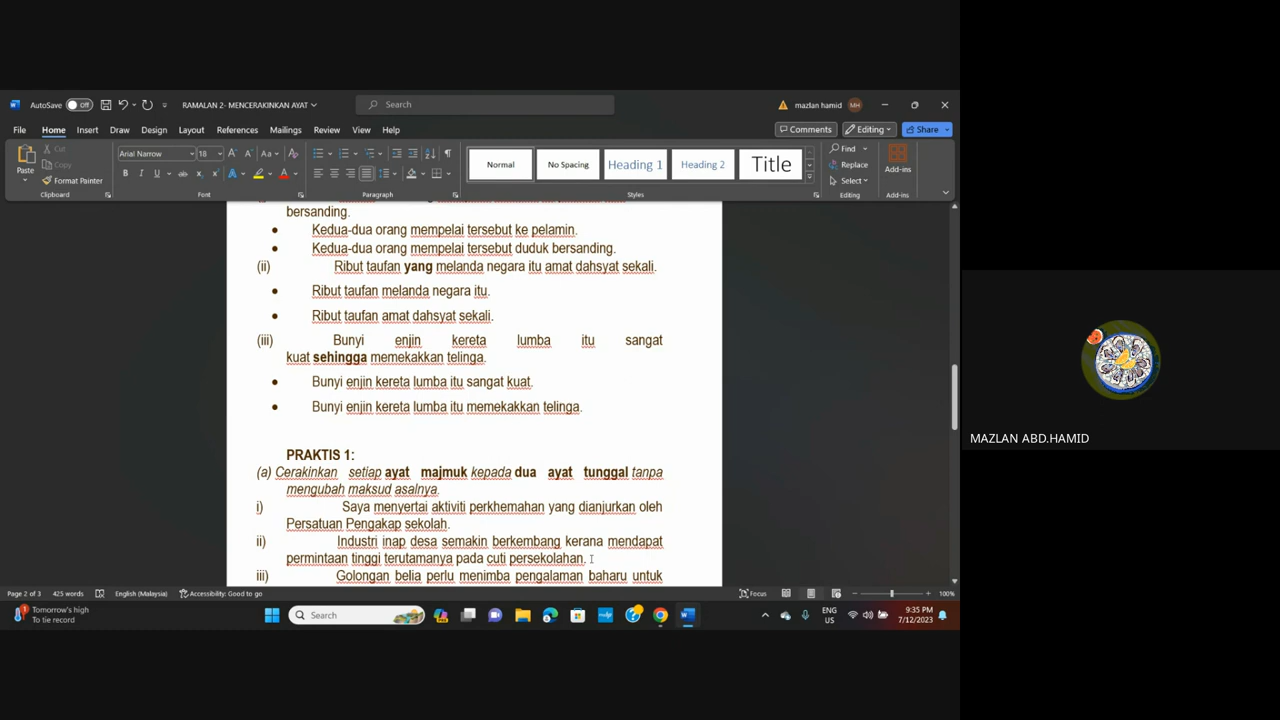 AutoSave Off RAMALAN 2- MENCERAKINKAN AYAT Search mazlan hamid MH
File Home Insert Draw Design Layout References Mailings Review View Help Comments Editing Share
Paste Cut Copy Format Painter Arial Narrow 18 Normal No Spacing Heading 1 Heading 2 Title Find Replace Select Add-ins
Clipboard Font Paragraph Styles Editing Add-ins
bersanding.
• Kedua-dua orang mempelai tersebut ke pelamin.
• Kedua-dua orang mempelai tersebut duduk bersanding.
(ii) Ribut taufan yang melanda negara itu amat dahsyat sekali.
• Ribut taufan melanda negara itu.
• Ribut taufan amat dahsyat sekali.
(iii) Bunyi enjin kereta lumba itu sangat
kuat sehingga memekakkan telinga.
• Bunyi enjin kereta lumba itu sangat kuat.
• Bunyi enjin kereta lumba itu memekakkan telinga.
PRAKTIS 1:
(a) Cerakinkan setiap ayat majmuk kepada dua ayat tunggal tanpa
mengubah maksud asalnya.
i) Saya menyertai aktiviti perkhemahan yang dianjurkan oleh
Persatuan Pengakap sekolah.
ii) Industri inap desa semakin berkembang kerana mendapat
permintaan tinggi terutamanya pada cuti persekolahan.
iii) Golongan belia perlu menimba pengalaman baharu untuk
MAZLAN ABD.HAMID
Page 2 of 3 425 words English (Malaysia) Accessibility: Good to go Focus 100%
Tomorrow's high
To tie record
Search
ENG
US
9:35 PM
7/12/2023